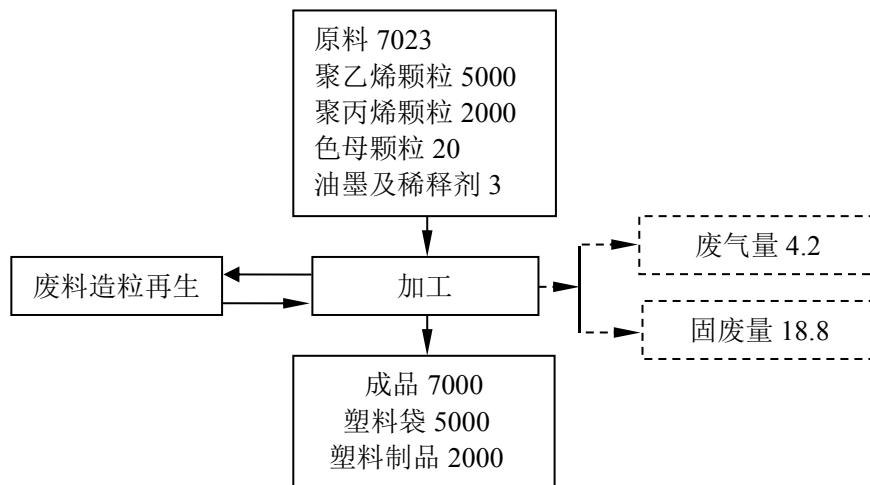 原料 7023
聚乙烯颗粒 5000
聚丙烯颗粒 2000
色母颗粒 20
油墨及稀释剂 3
废气量 4.2
废料造粒再生
加工
固废量 18.8
成品 7000
塑料袋 5000
塑料制品 2000